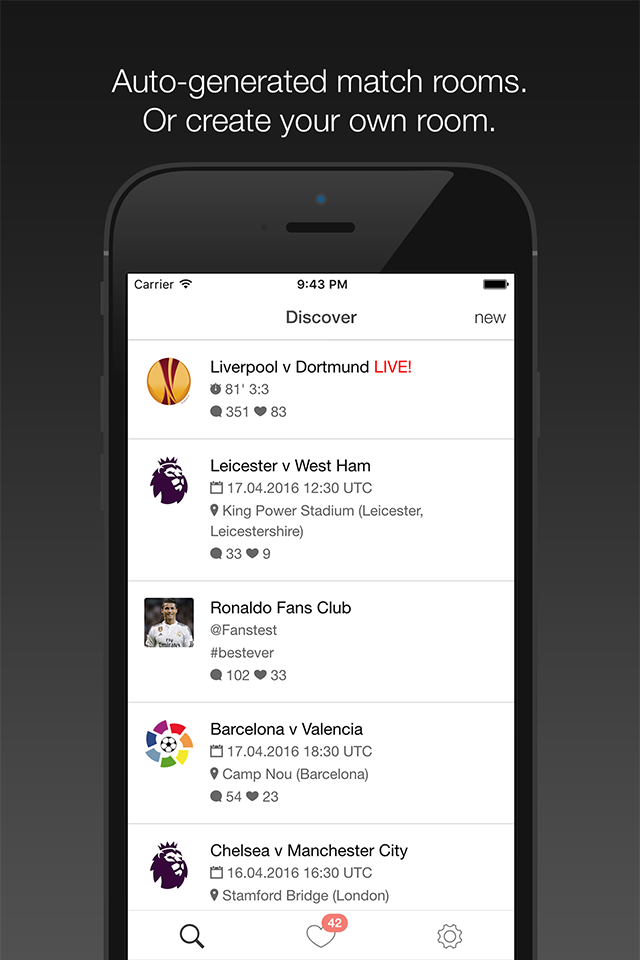 Auto-generated match rooms.
Or create your own room.
Carrier 9:43 PM
Discover new
Liverpool v Dortmund LIVE!
81' 3:3
351 83
Leicester v West Ham
17.04.2016 12:30 UTC
King Power Stadium (Leicester,
Leicestershire)
33 9
Ronaldo Fans Club
@Fanstest
#bestever
102 33
Barcelona v Valencia
17.04.2016 18:30 UTC
Camp Nou (Barcelona)
54 23
Chelsea v Manchester City
16.04.2016 16:30 UTC
Stamford Bridge (London)
42